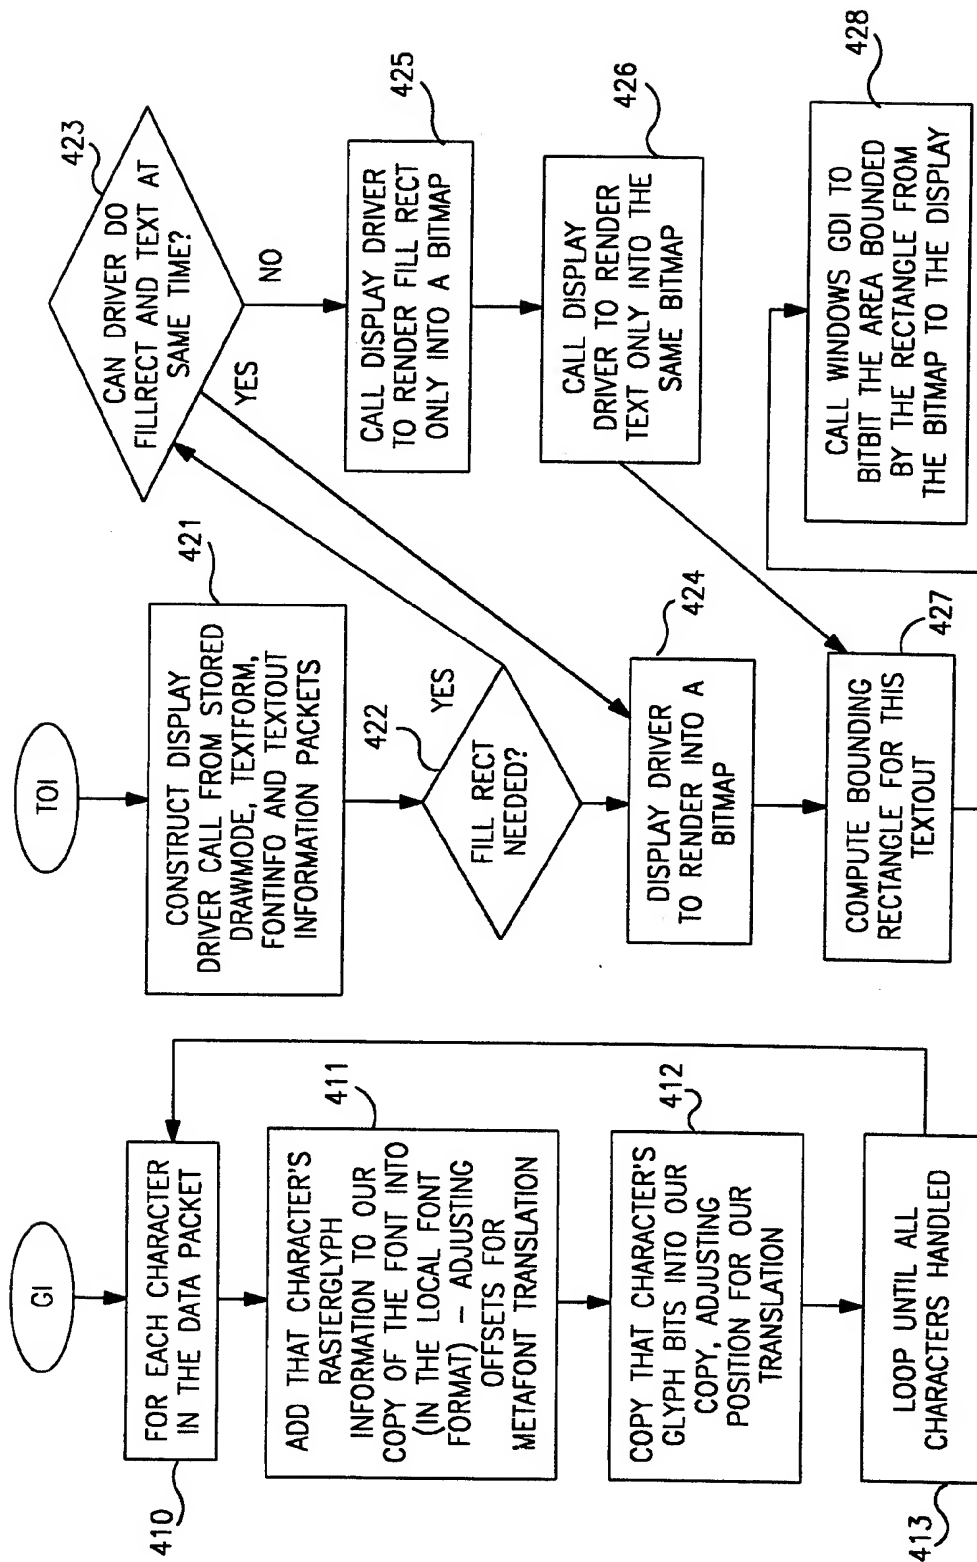 GI
410
FOR EACH CHARACTER
IN THE DATA PACKET
411
ADD THAT CHARACTER'S
RASTERGLYPH
INFORMATION TO OUR
COPY OF THE FONT INTO
(IN THE LOCAL FONT
FORMAT) – ADJUSTING
OFFSETS FOR
METAFONT TRANSLATION
412
COPY THAT CHARACTER'S
GLYPH BITS INTO OUR
COPY, ADJUSTING
POSITION FOR OUR
TRANSLATION
413
LOOP UNTIL ALL
CHARACTERS HANDLED
TOI
421
CONSTRUCT DISPLAY
DRIVER CALL FROM STORED
DRAWMODE, TEXTFORM,
FONTINFO AND TEXTOUT
INFORMATION PACKETS
422
YES
FILL RECT
NEEDED?
424
DISPLAY DRIVER
TO RENDER INTO A
BITMAP
427
COMPUTE BOUNDING
RECTANGLE FOR THIS
TEXTOUT
423
CAN DRIVER DO
FILLRECT AND TEXT AT
SAME TIME?
YES
NO
425
CALL DISPLAY DRIVER
TO RENDER FILL RECT
ONLY INTO A BITMAP
426
CALL DISPLAY
DRIVER TO RENDER
TEXT ONLY INTO THE
SAME BITMAP
428
CALL WINDOWS GDI TO
BITBIT THE AREA BOUNDED
BY THE RECTANGLE FROM
THE BITMAP TO THE DISPLAY